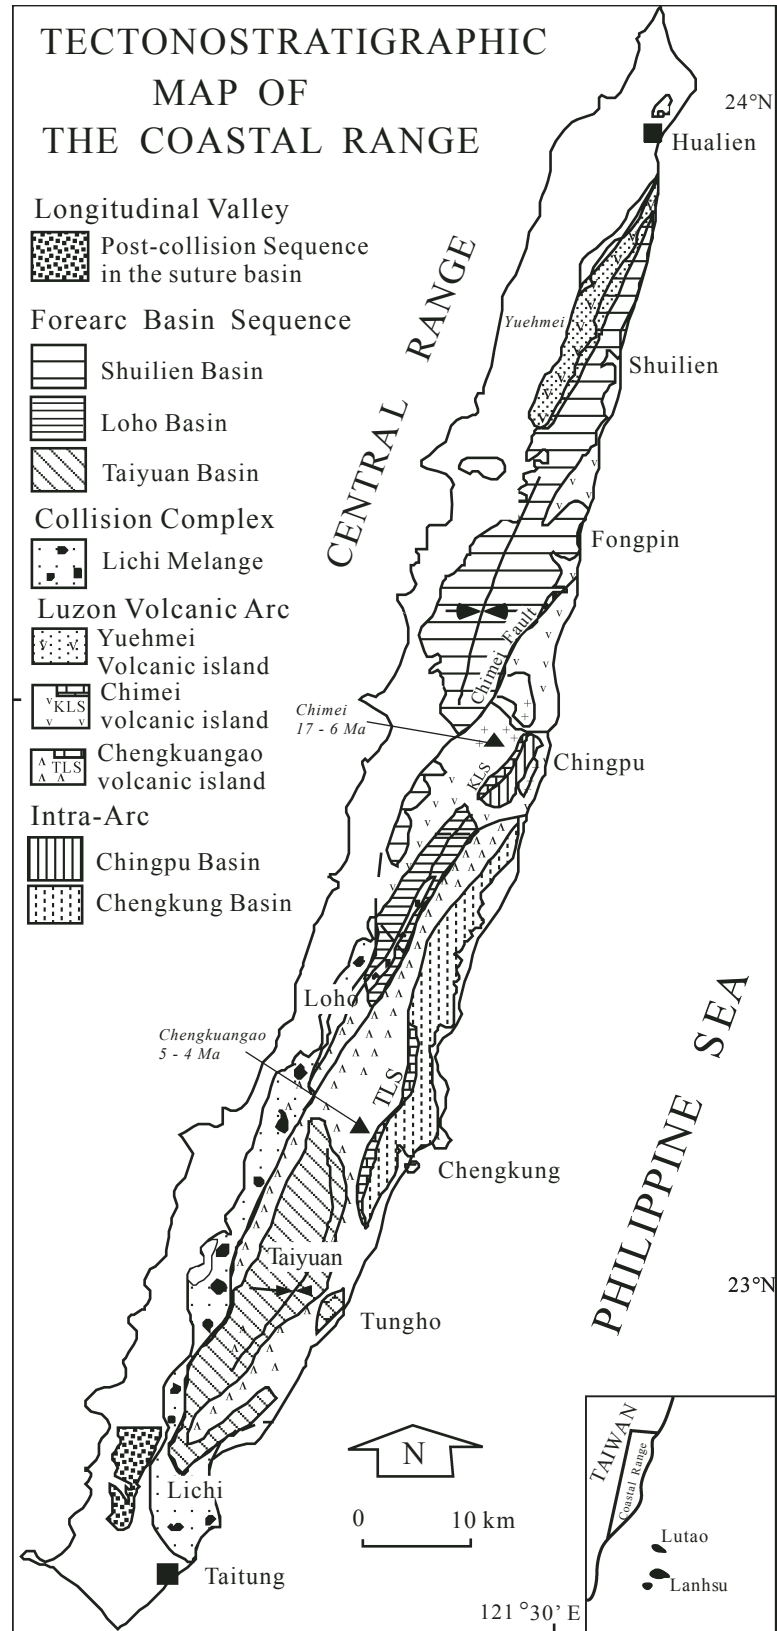 TECTONOSTRATIGRAPHIC
MAP OF
THE COASTAL RANGE
24°N
Hualien
Longitudinal Valley
Post-collision Sequence
in the suture basin
Forearc Basin Sequence
Shuilien Basin
Loho Basin
Taiyuan Basin
Collision Complex
Lichi Melange
Luzon Volcanic Arc
Yuehmei
Volcanic island
KLS
Chimei
volcanic island
TLS
Chengkuangao
volcanic island
Intra-Arc
Chingpu Basin
Chengkung Basin
CENTRAL RANGE
Yuehmei
Shuilien
Fongpin
Chimei Fault
Chimei
17 - 6 Ma
KLS
Chingpu
Loho
Chengkuangao
5 - 4 Ma
TLS
Chengkung
PHILIPPINE SEA
Taiyuan
23°N
Tungho
N
Lichi
0 10 km
Taitung
121 °30' E
TAIWAN
Coastal Range
Lutao
Lanhsu